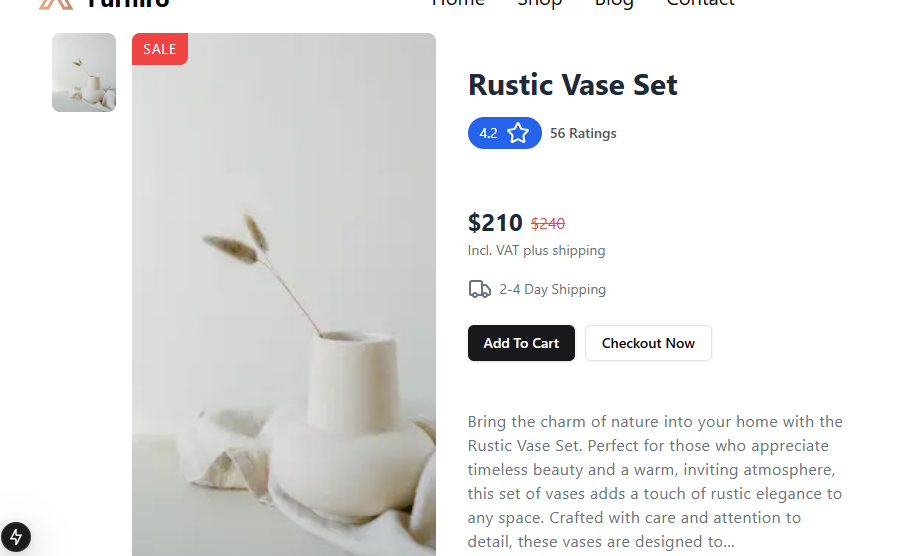 Furniro
Home Shop Blog Contact
SALE
Rustic Vase Set
4.2
56 Ratings
$210 $240
Incl. VAT plus shipping
2-4 Day Shipping
Add To Cart
Checkout Now
Bring the charm of nature into your home with the
Rustic Vase Set. Perfect for those who appreciate
timeless beauty and a warm, inviting atmosphere,
this set of vases adds a touch of rustic elegance to
any space. Crafted with care and attention to
detail, these vases are designed to...